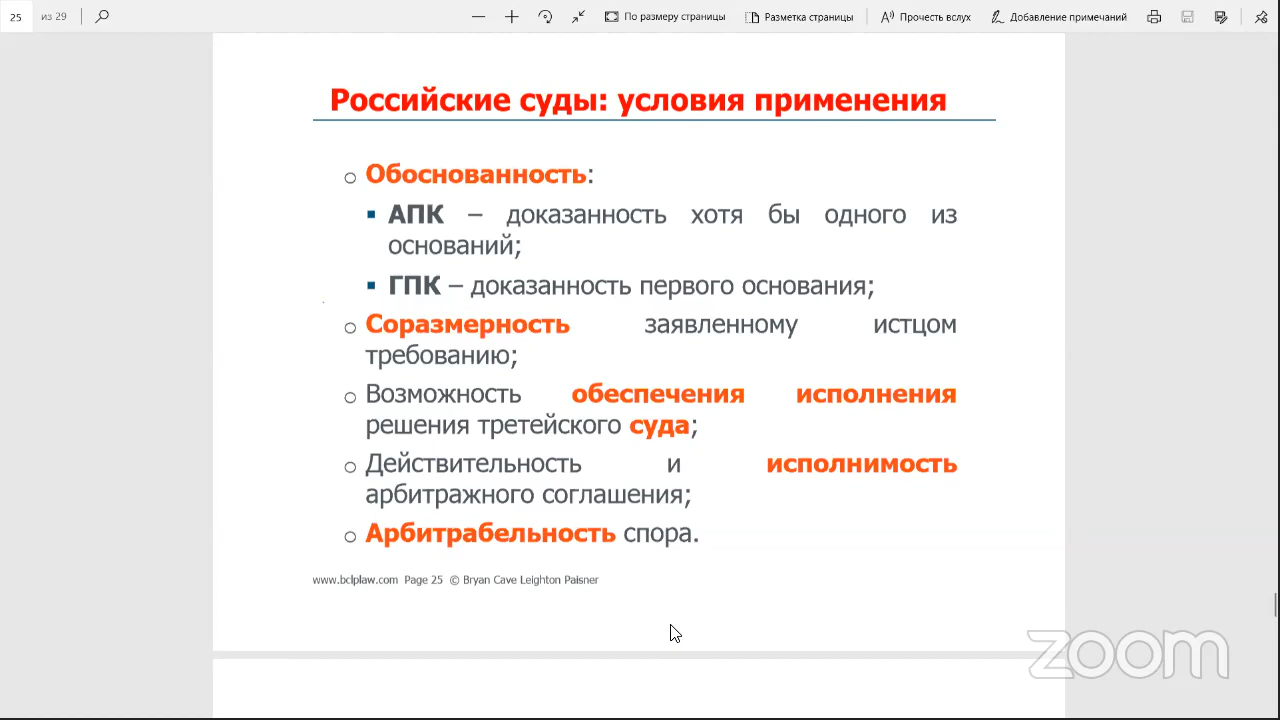 25 из 29 По размеру страницы Разметка страницы Прочесть вслух Добавление примечаний
Российские суды: условия применения
Обоснованность:
АПК – доказанность хотя бы одного из
оснований;
ГПК – доказанность первого основания;
Соразмерность заявленному истцом
требованию;
Возможность обеспечения исполнения
решения третейского суда;
Действительность и исполнимость
арбитражного соглашения;
Арбитрабельность спора.
www.bclplaw.com Page 25 © Bryan Cave Leighton Paisner
zoom